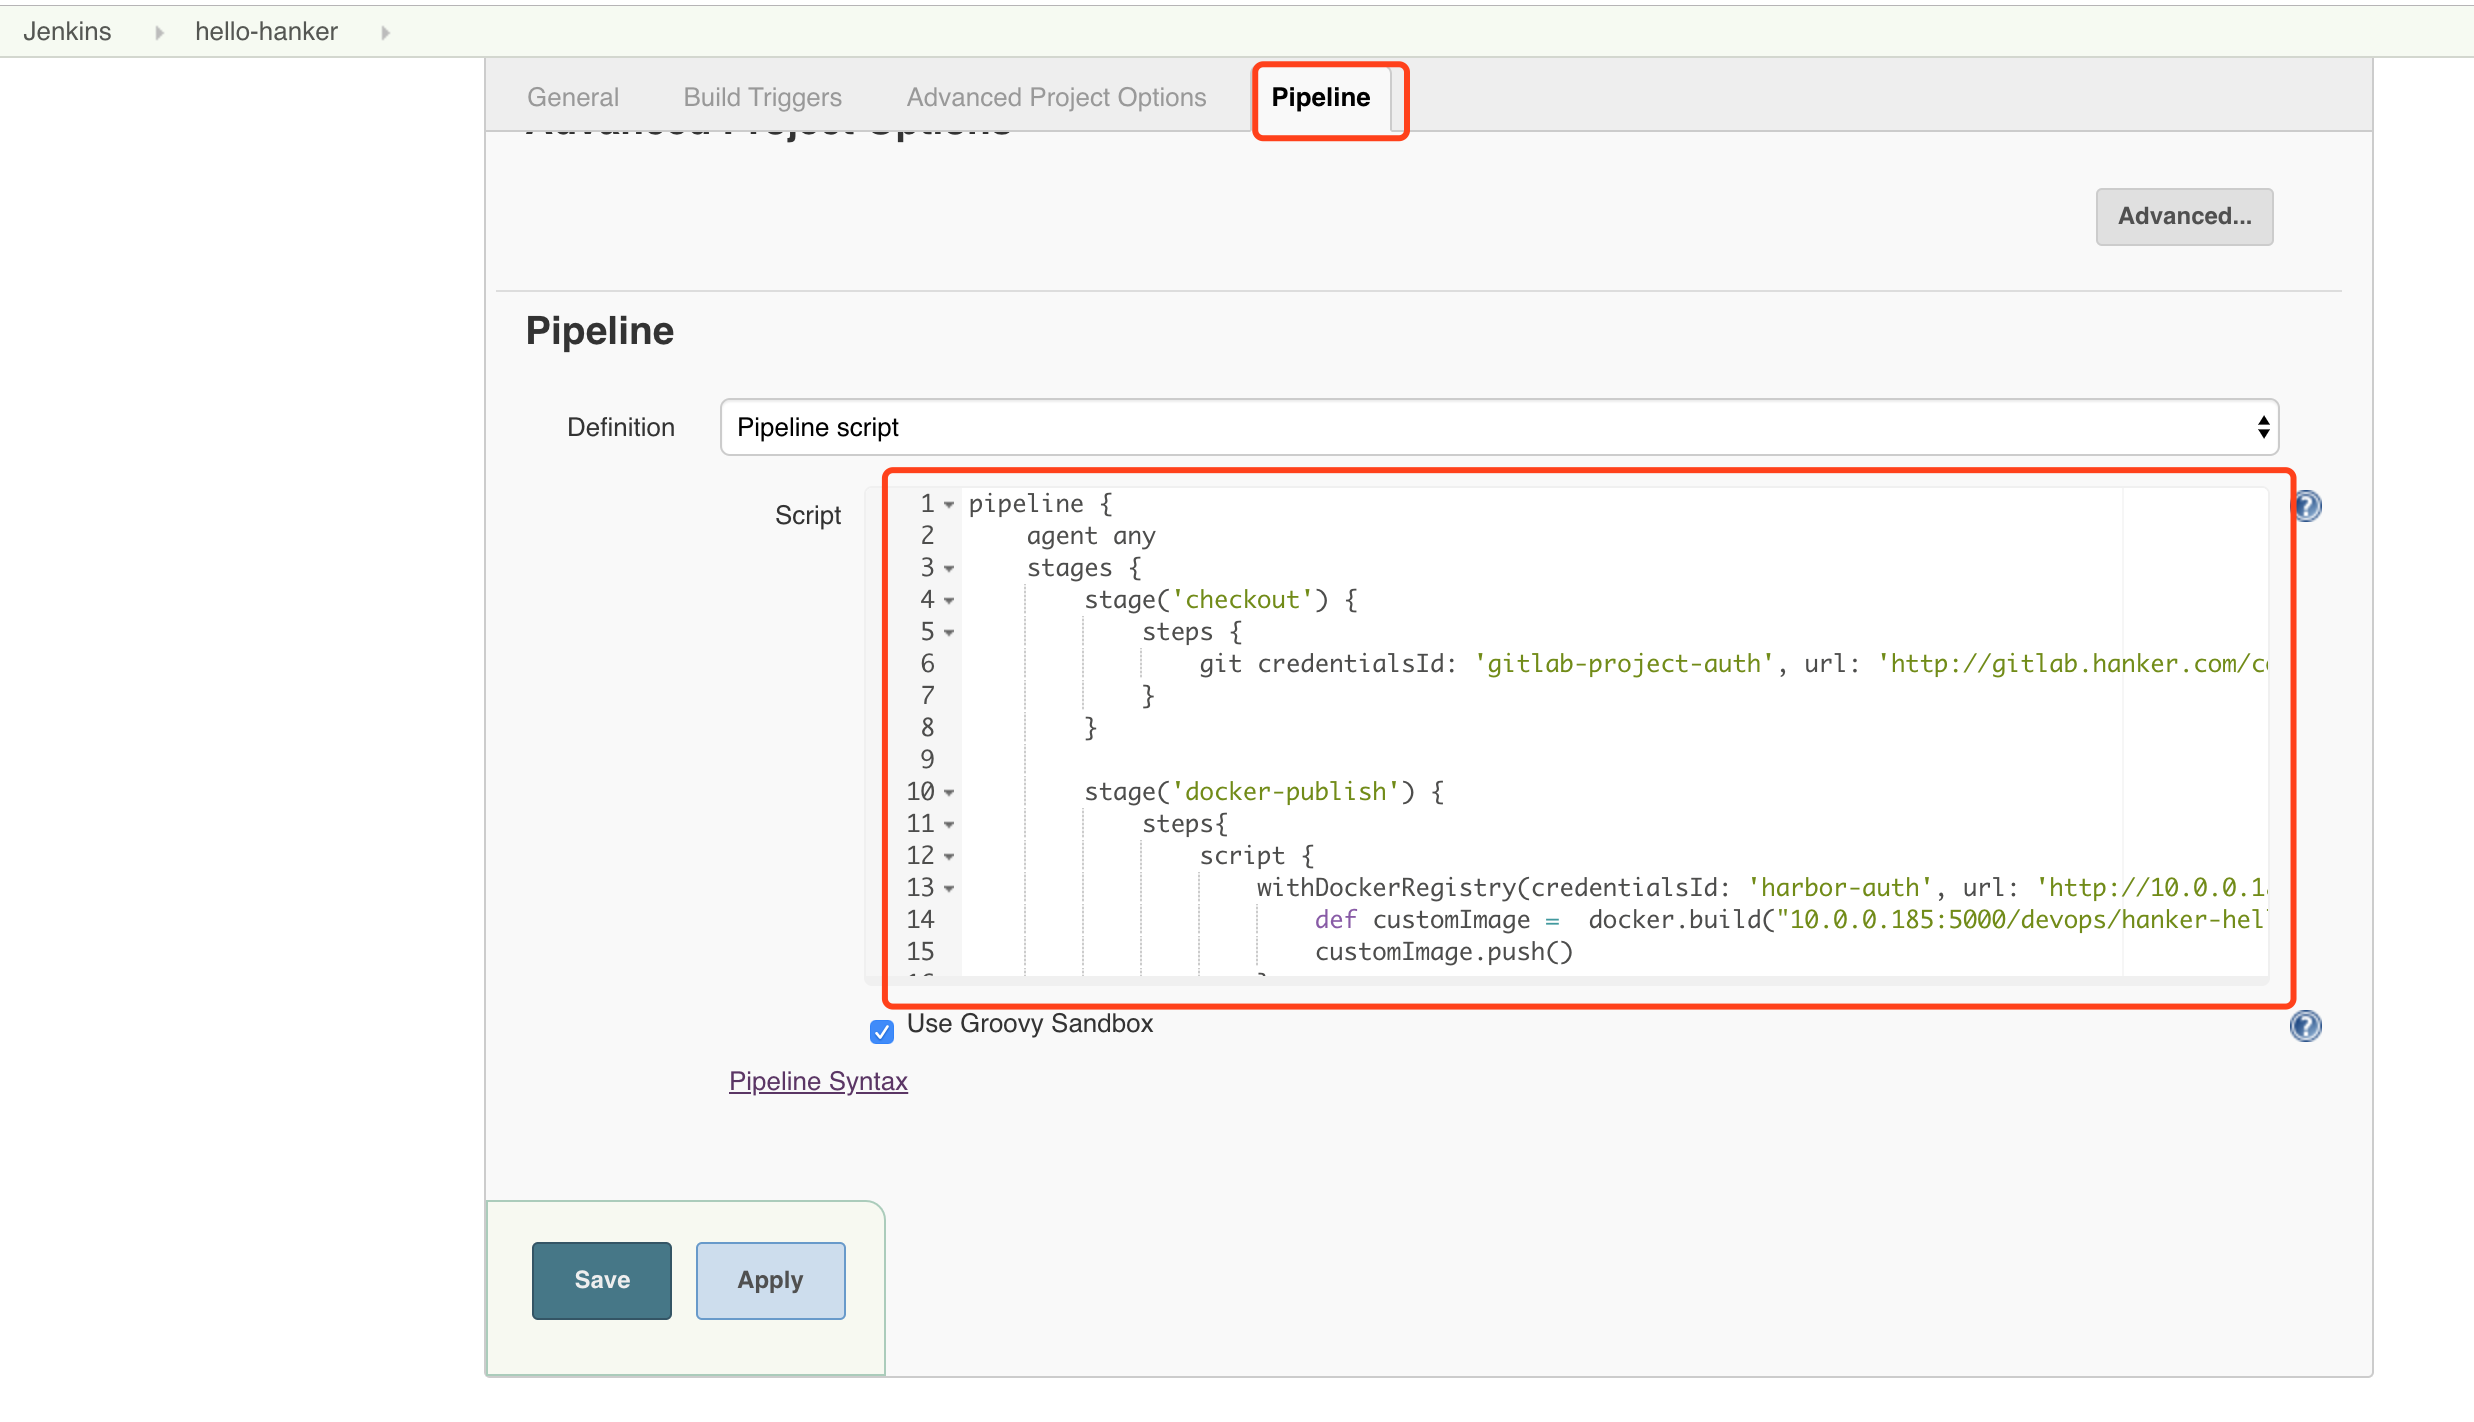 Jenkins hello-hanker
General Build Triggers Advanced Project Options Pipeline
Advanced Project Options
Advanced...
Pipeline
Definition Pipeline script
Script
1 pipeline {
2 agent any
3 stages {
4 stage('checkout') {
5 steps {
6 git credentialsId: 'gitlab-project-auth', url: 'http://gitlab.hanker.com/c
7 }
8 }
9
10 stage('docker-publish') {
11 steps{
12 script {
13 withDockerRegistry(credentialsId: 'harbor-auth', url: 'http://10.0.0.1
14 def customImage = docker.build("10.0.0.185:5000/devops/hanker-hel
15 customImage.push()
Use Groovy Sandbox
Pipeline Syntax
Save Apply